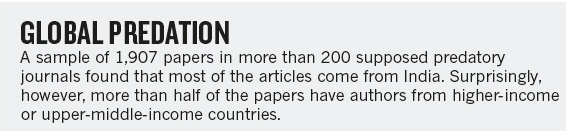 GLOBAL PREDATION
A sample of 1,907 papers in more than 200 supposed predatory
journals found that most of the articles come from India. Surprisingly,
however, more than half of the papers have authors from higher-income
or upper-middle-income countries.